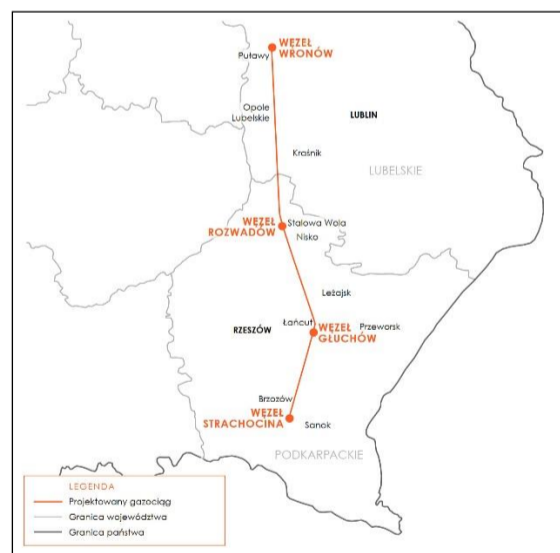 WĘZEŁ
WRONÓW
Puławy
Opole
Lubelskie
LUBLIN
Kraśnik
LUBELSKIE
WĘZEŁ
ROZWADÓW
Stalowa Wola
Nisko
Leżajsk
Łańcut
RZESZÓW
WĘZEŁ
GŁUCHÓW
Przeworsk
Brzozów
WĘZEŁ
STRACHOCINA
Sanok
PODKARPACKIE
LEGENDA
Projektowany gazociąg
Granica województwa
Granica państwa